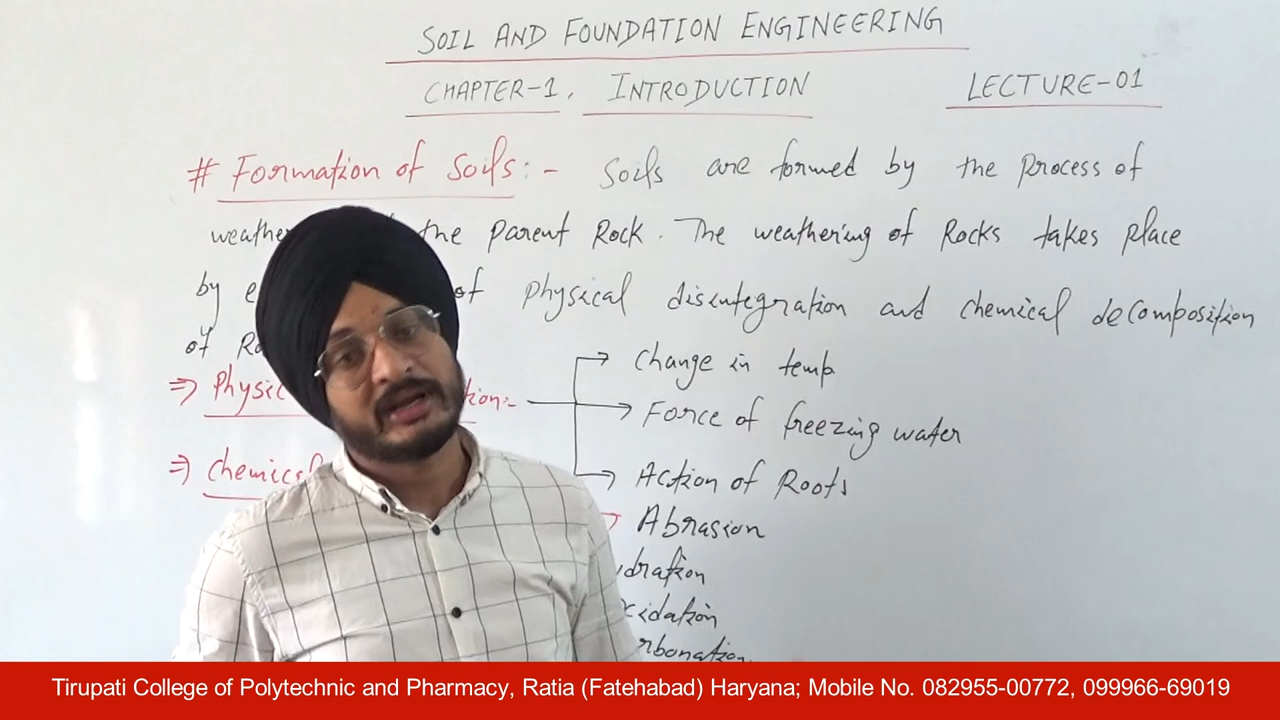 SOIL AND FOUNDATION ENGINEERING
CHAPTER-1, INTRODUCTION LECTURE-01
# Formation of Soils:- Soils are formed by the process of
the Parent Rock. The weathering of Rocks takes place
by of physical disintegration and chemical decomposition
of
⇒ → Change in temp
→ Force of freezing water
⇒ Chemical → Action of Roots
Abrasion
Tirupati College of Polytechnic and Pharmacy, Ratia (Fatehabad) Haryana; Mobile No. 082955-00772, 099966-69019